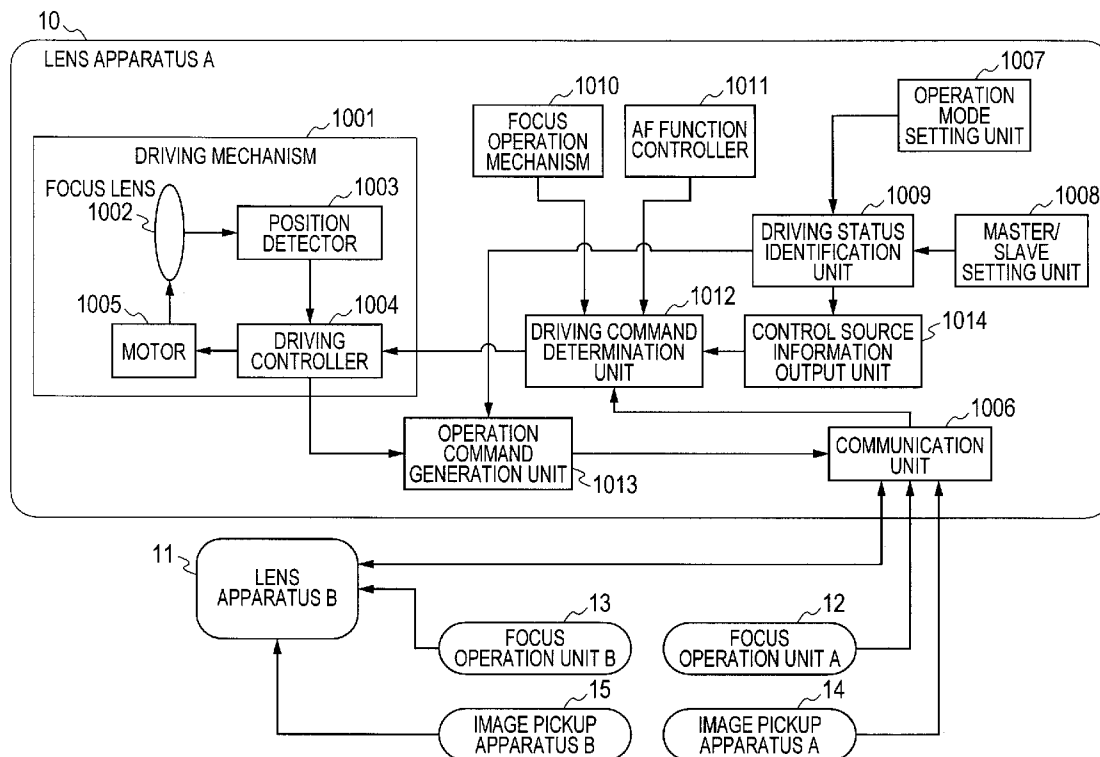 10
LENS APPARATUS A
1007
OPERATION
MODE
SETTING UNIT
1010
FOCUS
OPERATION
MECHANISM
1011
AF FUNCTION
CONTROLLER
1001
DRIVING MECHANISM
FOCUS LENS
1002
1003
POSITION
DETECTOR
1009
DRIVING STATUS
IDENTIFICATION
UNIT
1008
MASTER/
SLAVE
SETTING UNIT
1005
MOTOR
1004
DRIVING
CONTROLLER
1012
DRIVING COMMAND
DETERMINATION
UNIT
CONTROL SOURCE
INFORMATION
OUTPUT UNIT
1014
OPERATION
COMMAND
GENERATION UNIT
1013
1006
COMMUNICATION
UNIT
11
LENS
APPARATUS B
13
FOCUS
OPERATION UNIT B
12
FOCUS
OPERATION UNIT A
15
IMAGE PICKUP
APPARATUS B
14
IMAGE PICKUP
APPARATUS A